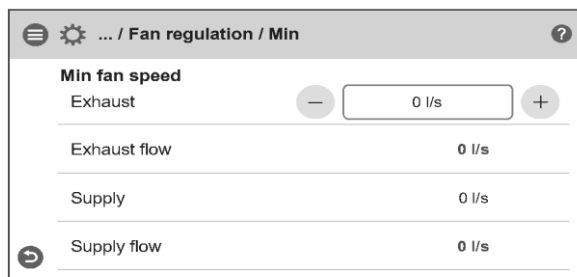 ... / Fan regulation / Min ?
Min fan speed
Exhaust − 0 l/s +
Exhaust flow 0 l/s
Supply 0 l/s
Supply flow 0 l/s